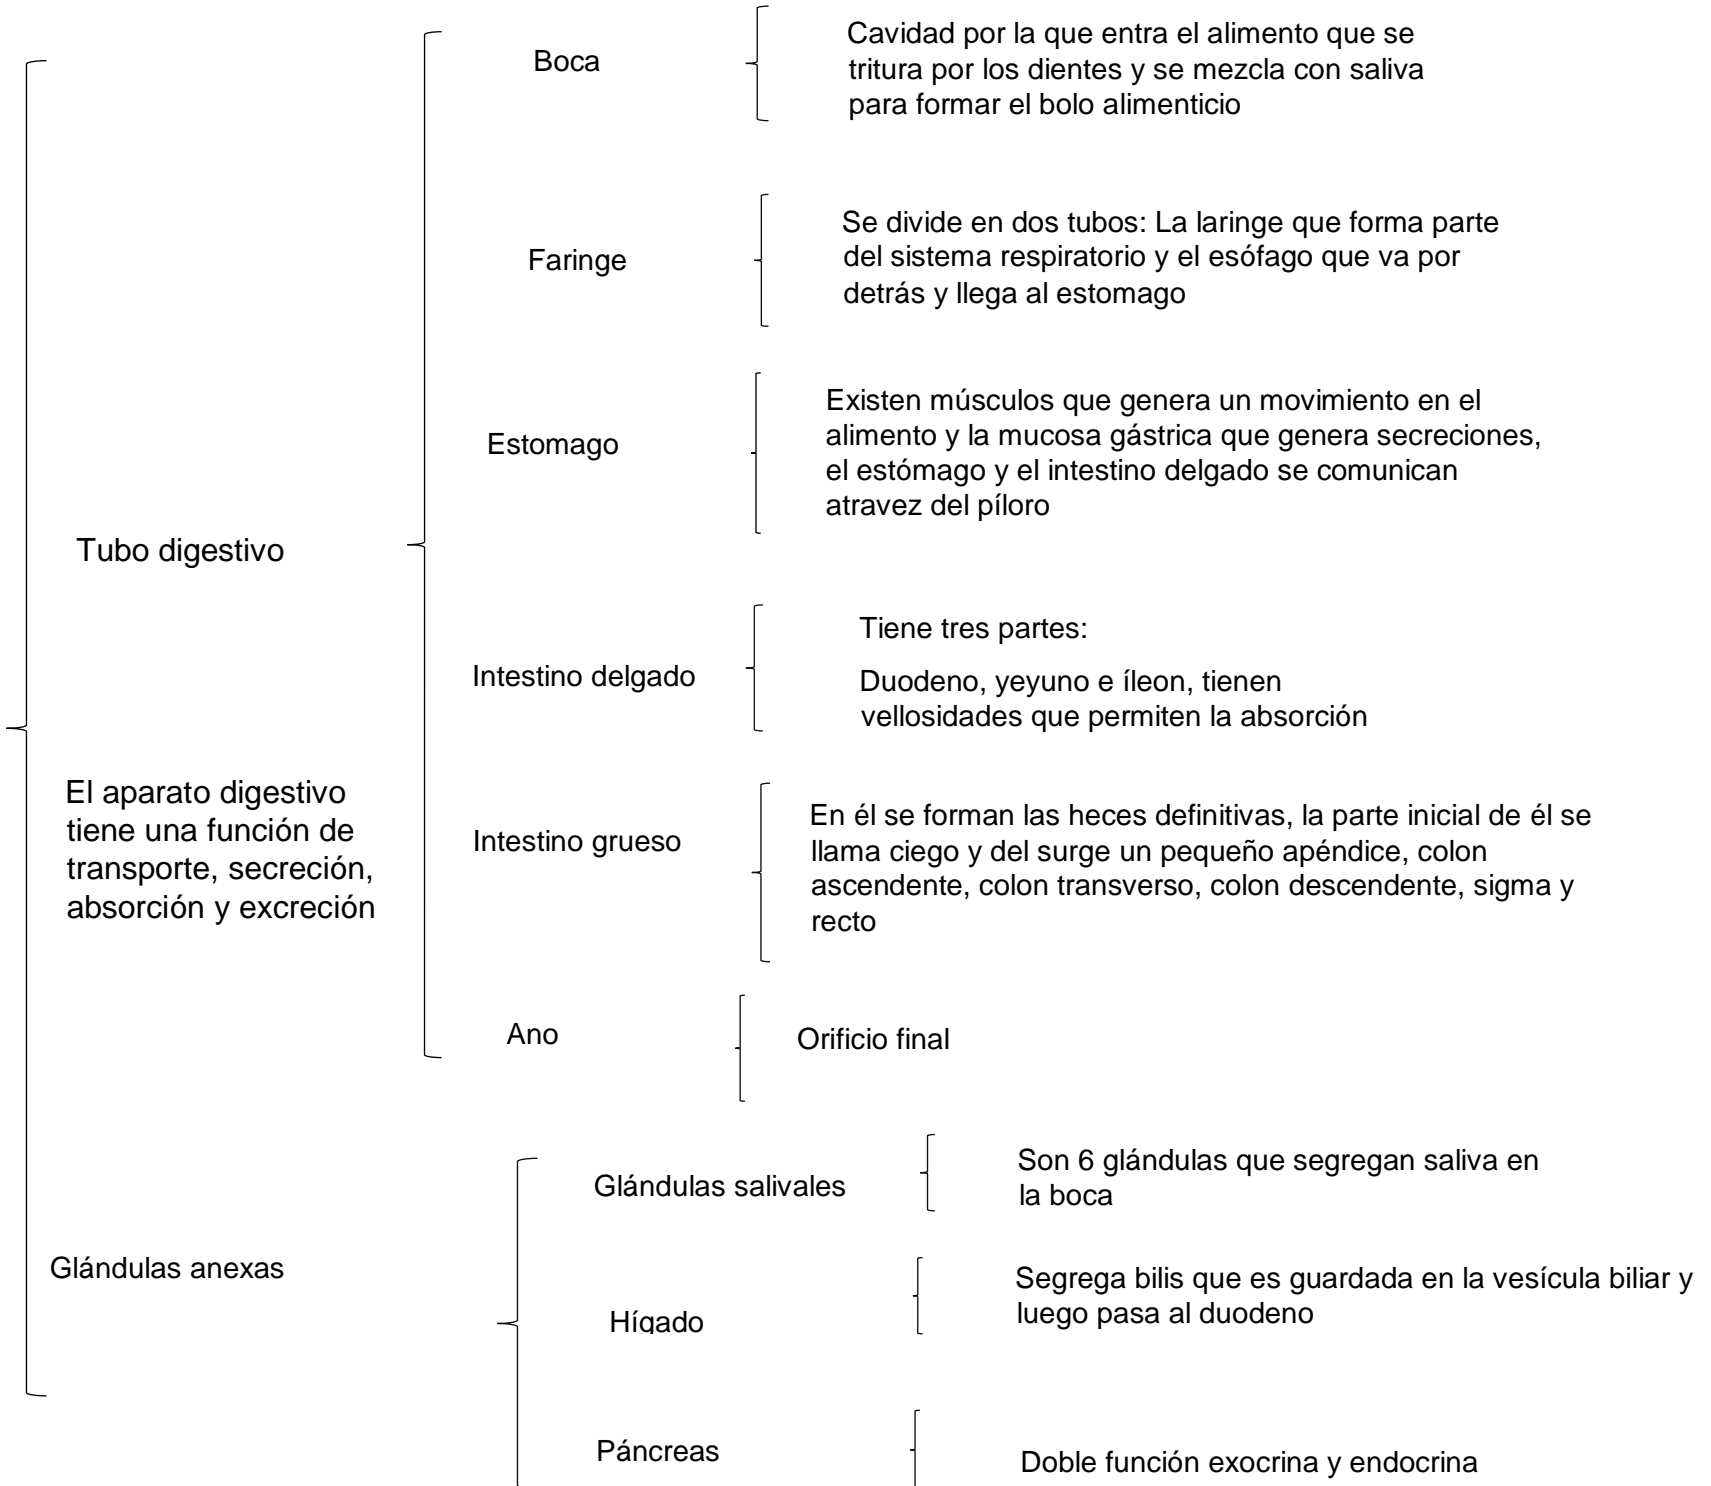 Boca
Cavidad por la que entra el alimento que se
tritura por los dientes y se mezcla con saliva
para formar el bolo alimenticio
Faringe
Se divide en dos tubos: La laringe que forma parte
del sistema respiratorio y el esófago que va por
detrás y llega al estomago
Estomago
Existen músculos que genera un movimiento en el
alimento y la mucosa gástrica que genera secreciones,
el estómago y el intestino delgado se comunican
atravez del píloro
Tubo digestivo
Intestino delgado
Tiene tres partes:
Duodeno, yeyuno e íleon, tienen
vellosidades que permiten la absorción
El aparato digestivo
tiene una función de
transporte, secreción,
absorción y excreción
Intestino grueso
En él se forman las heces definitivas, la parte inicial de él se
llama ciego y del surge un pequeño apéndice, colon
ascendente, colon transverso, colon descendente, sigma y
recto
Ano
Orificio final
Glándulas anexas
Glándulas salivales
Son 6 glándulas que segregan saliva en
la boca
Hígado
Segrega bilis que es guardada en la vesícula biliar y
luego pasa al duodeno
Páncreas
Doble función exocrina y endocrina